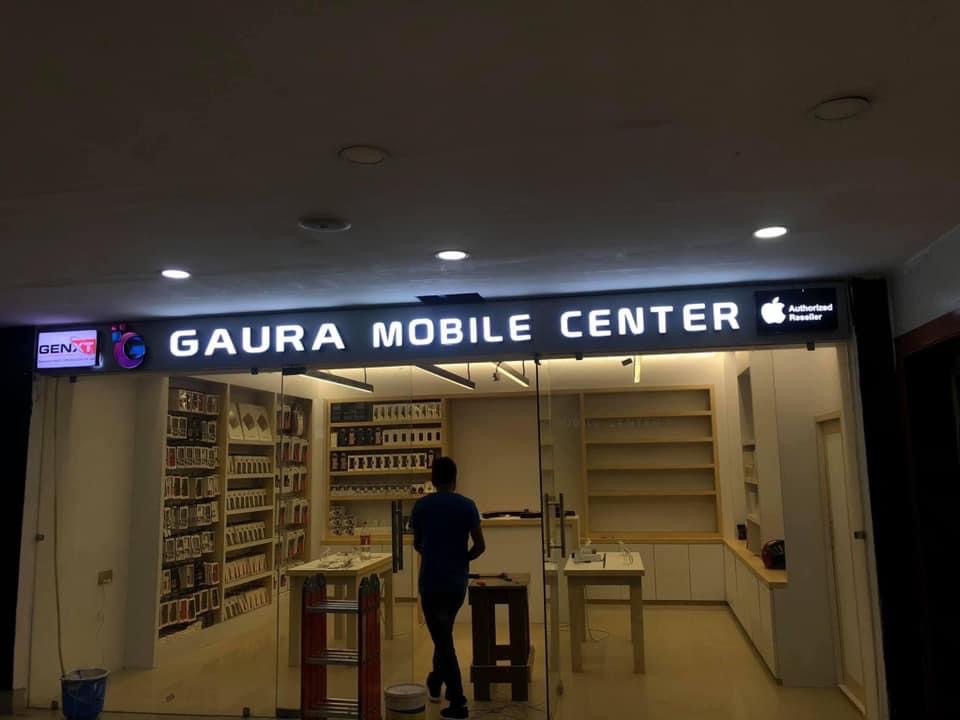 GENXT
GAURA MOBILE CENTER
Authorized
Reseller